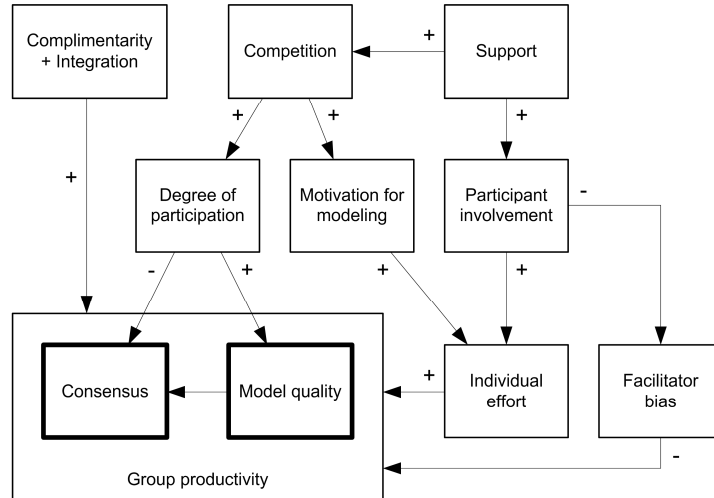 Complimentarity
+ Integration
Competition
+
Support
+
+
+
+
+
Degree of
participation
Motivation for
modeling
Participant
involvement
-
-
+
+
+
Consensus
Model quality
+
Individual
effort
Facilitator
bias
-
Group productivity